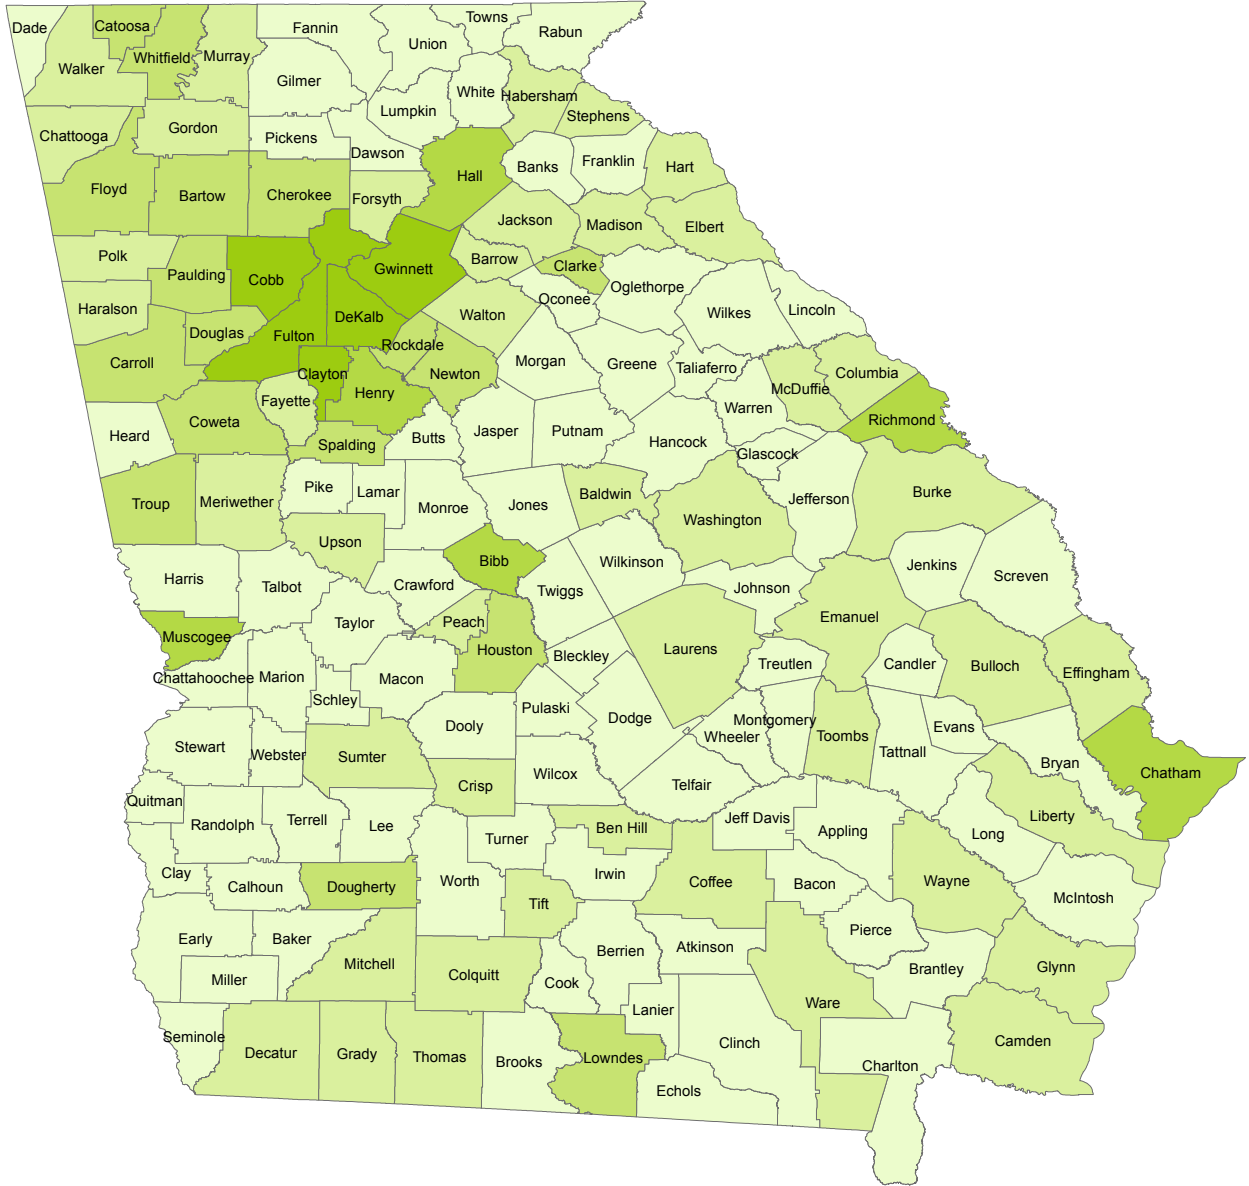 Dade
Catoosa
Fannin
Towns
Rabun
Union
Walker
Whitfield
Murray
Gilmer
White
Habersham
Lumpkin
Stephens
Chattooga
Gordon
Pickens
Dawson
Banks
Franklin
Hart
Hall
Floyd
Bartow
Cherokee
Forsyth
Jackson
Madison
Elbert
Polk
Paulding
Cobb
Gwinnett
Barrow
Clarke
Oglethorpe
Oconee
Haralson
Wilkes
Lincoln
Douglas
Fulton
DeKalb
Walton
Rockdale
Carroll
Morgan
Greene
Taliaferro
Clayton
Newton
Columbia
McDuffie
Henry
Fayette
Heard
Coweta
Warren
Richmond
Spalding
Butts
Jasper
Putnam
Hancock
Glascock
Troup
Meriwether
Pike
Lamar
Monroe
Jones
Baldwin
Jefferson
Burke
Washington
Upson
Bibb
Wilkinson
Harris
Talbot
Crawford
Twiggs
Johnson
Jenkins
Screven
Muscogee
Taylor
Peach
Houston
Bleckley
Laurens
Emanuel
Treutlen
Candler
Bulloch
Effingham
Chattahoochee
Marion
Schley
Macon
Pulaski
Dodge
Dooly
Montgomery
Wheeler
Toombs
Evans
Tattnall
Stewart
Webster
Sumter
Crisp
Wilcox
Telfair
Bryan
Chatham
Quitman
Randolph
Terrell
Lee
Turner
Ben Hill
Jeff Davis
Appling
Long
Liberty
Clay
Calhoun
Dougherty
Worth
Irwin
Tift
Coffee
Bacon
Wayne
McIntosh
Early
Baker
Mitchell
Colquitt
Cook
Berrien
Atkinson
Pierce
Brantley
Glynn
Miller
Ware
Lanier
Seminole
Decatur
Grady
Thomas
Brooks
Lowndes
Clinch
Echols
Charlton
Camden